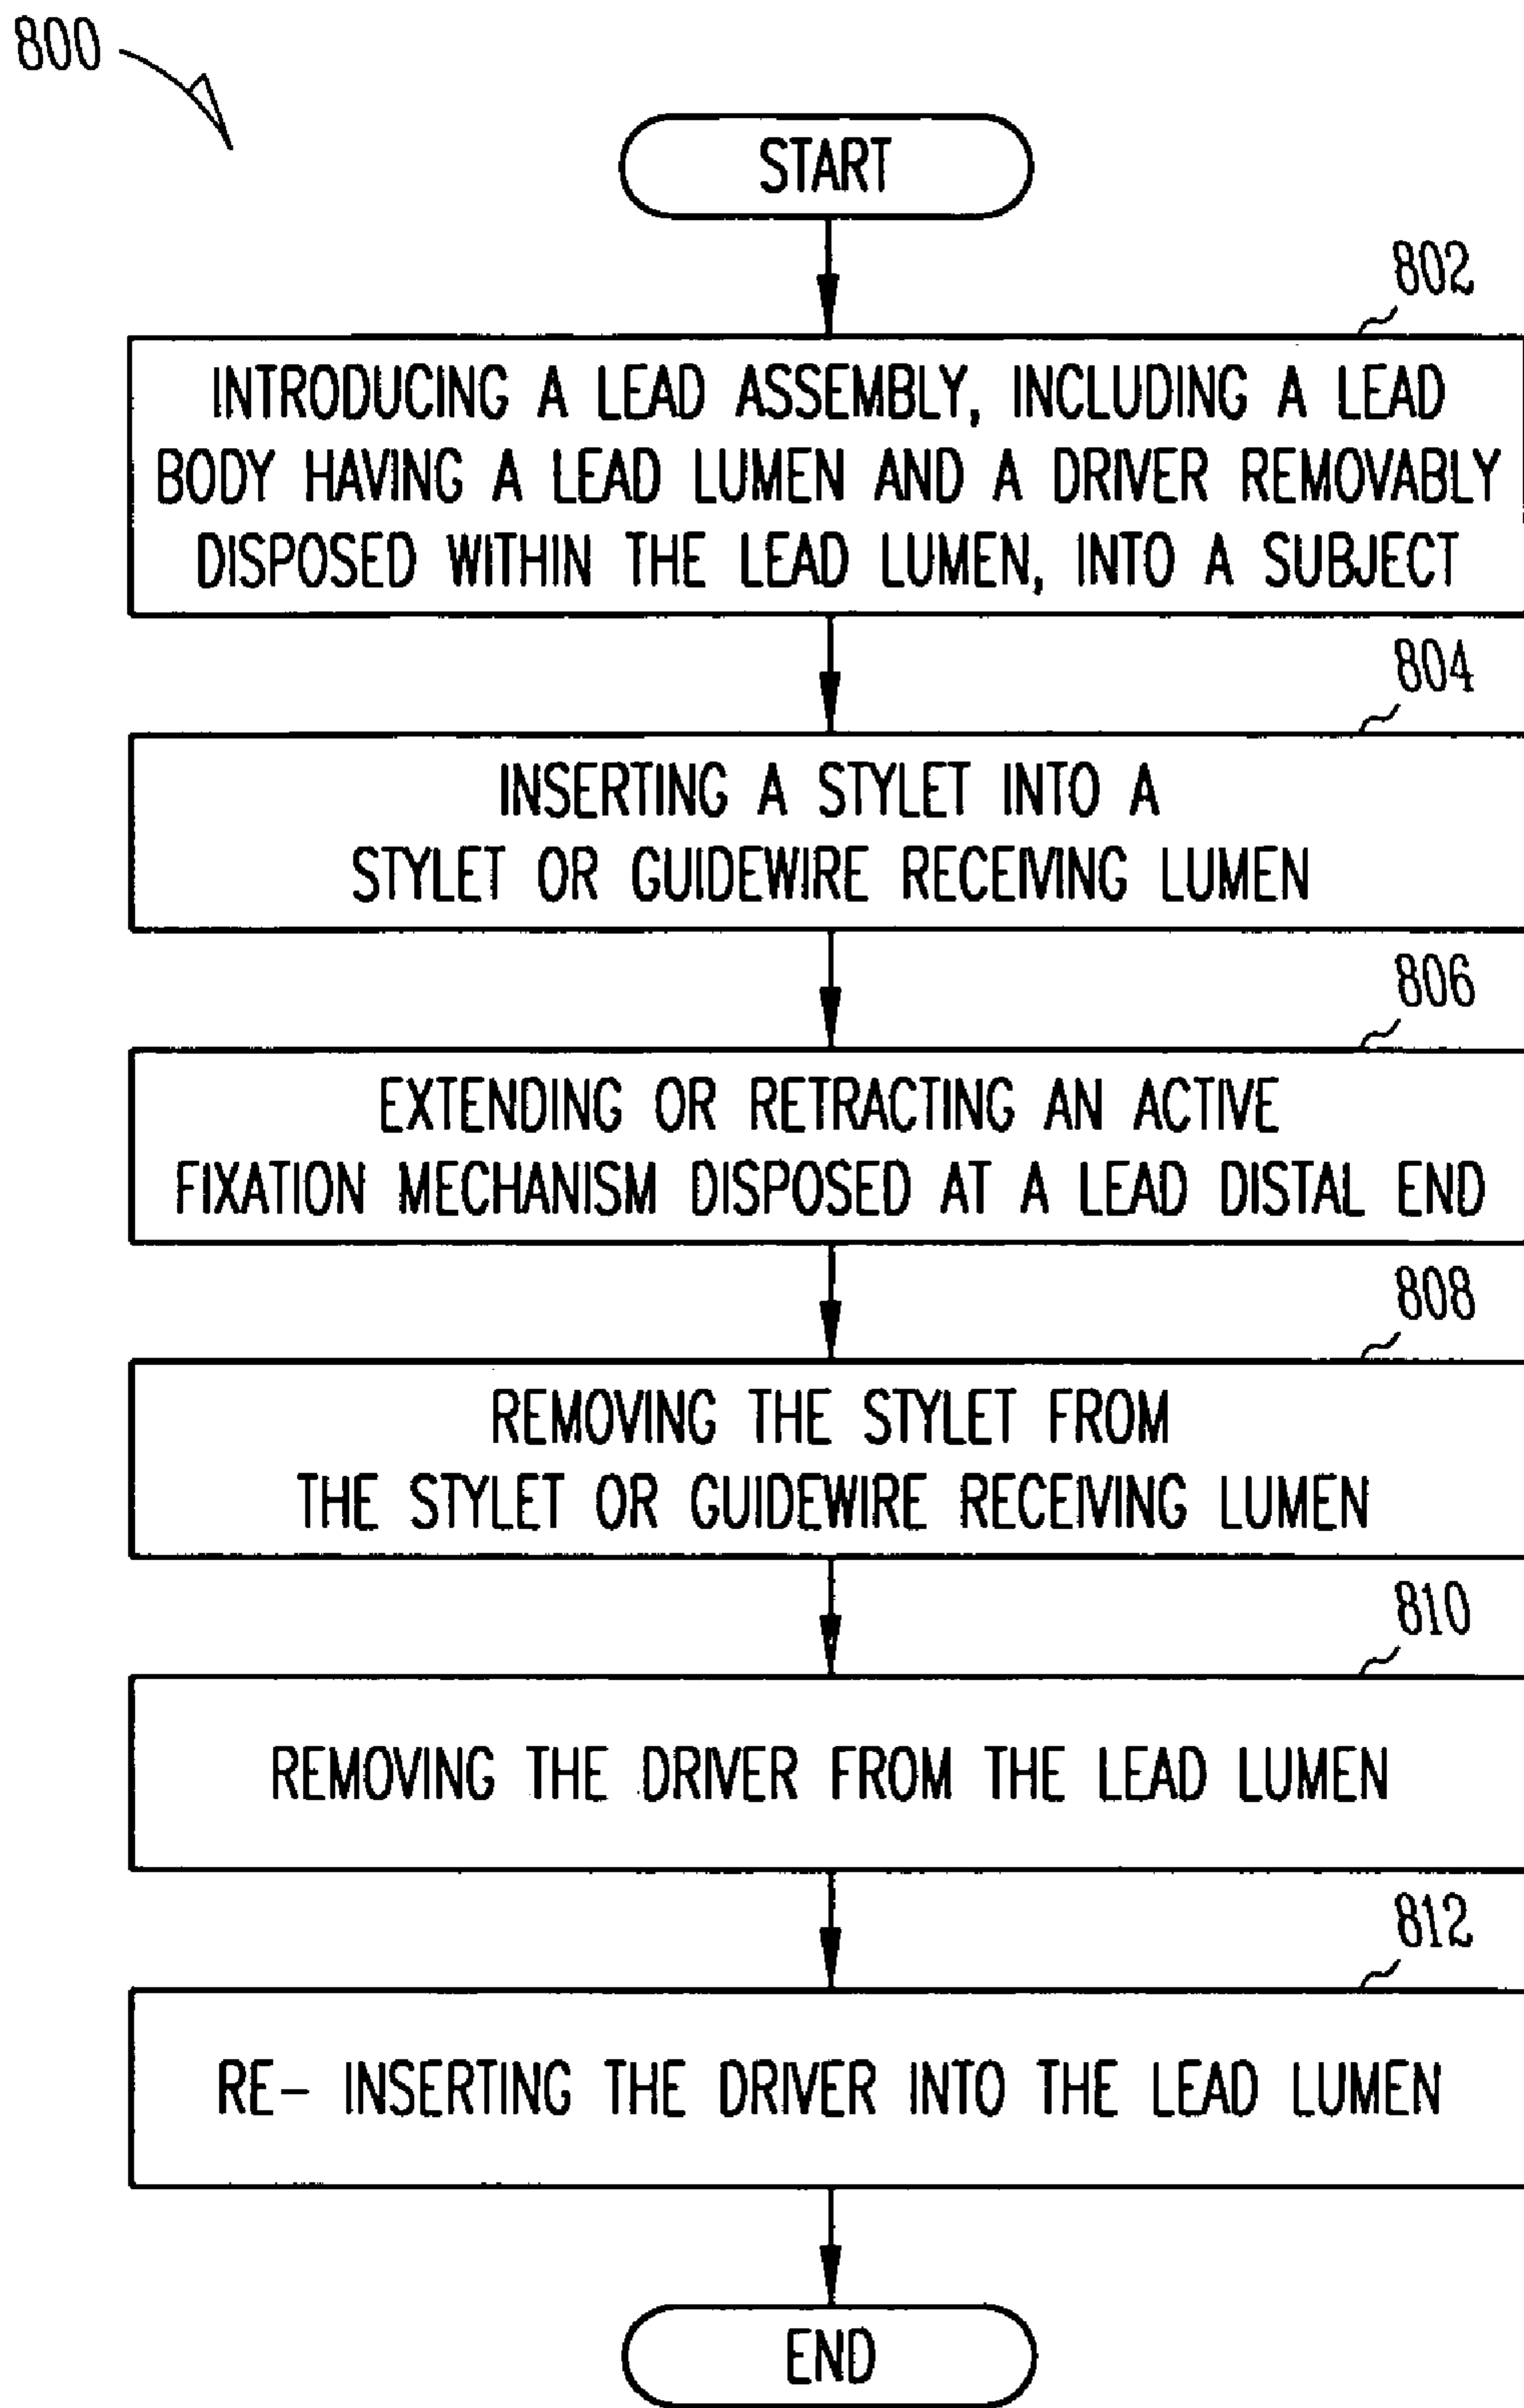 800
START
802
INTRODUCING A LEAD ASSEMBLY, INCLUDING A LEAD
BODY HAVING A LEAD LUMEN AND A DRIVER REMOVABLY
DISPOSED WITHIN THE LEAD LUMEN, INTO A SUBJECT
804
INSERTING A STYLET INTO A
STYLET OR GUIDEWIRE RECEIVING LUMEN
806
EXTENDING OR RETRACTING AN ACTIVE
FIXATION MECHANISM DISPOSED AT A LEAD DISTAL END
808
REMOVING THE STYLET FROM
THE STYLET OR GUIDEWIRE RECEIVING LUMEN
810
REMOVING THE DRIVER FROM THE LEAD LUMEN
812
RE- INSERTING THE DRIVER INTO THE LEAD LUMEN
END